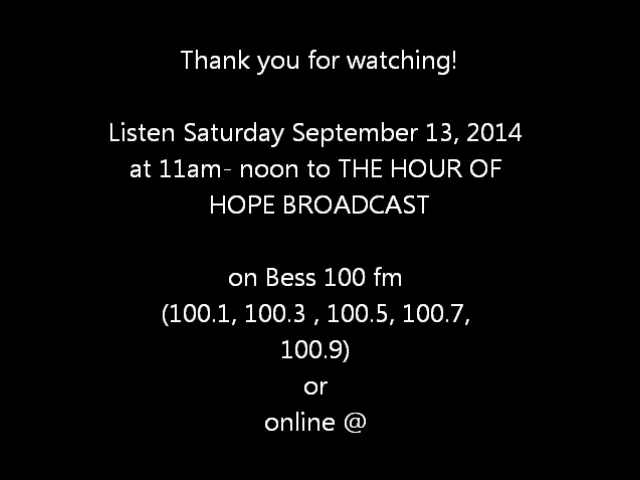 Thank you for watching!
Listen Saturday September 13, 2014
at 11am- noon to THE HOUR OF
HOPE BROADCAST
on Bess 100 fm
(100.1, 100.3 , 100.5, 100.7,
100.9)
or
online @